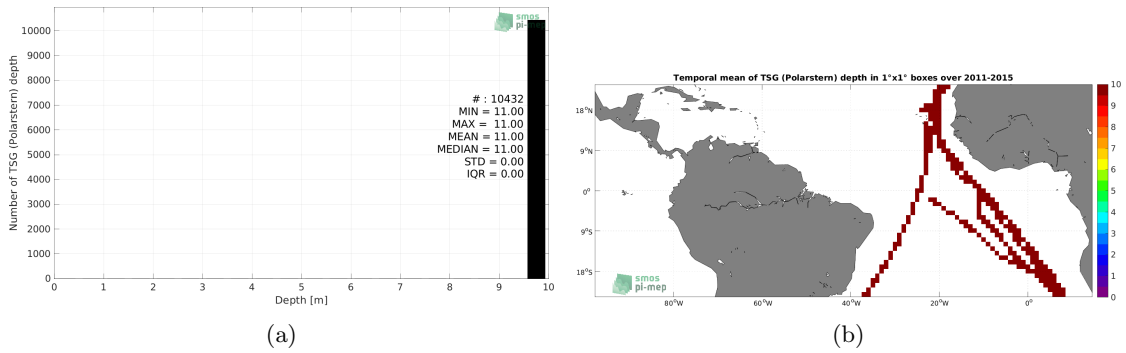 10000
9000
8000
7000
6000
5000
4000
3000
2000
1000
0
Number of TSG (Polarstern) depth
smos
pi-mep
# : 10432
MIN = 11.00
MAX = 11.00
MEAN = 11.00
MEDIAN = 11.00
STD = 0.00
IQR = 0.00
0 1 2 3 4 5 6 7 8 9 10
Depth [m]
(a)
Temporal mean of TSG (Polarstern) depth in 1°x1° boxes over 2011-2015
18°N
9°N
0°
9°S
18°S
80°W 60°W 40°W 20°W 0°
smos
pi-mep
10
9
8
7
6
5
4
3
2
1
0
(b)